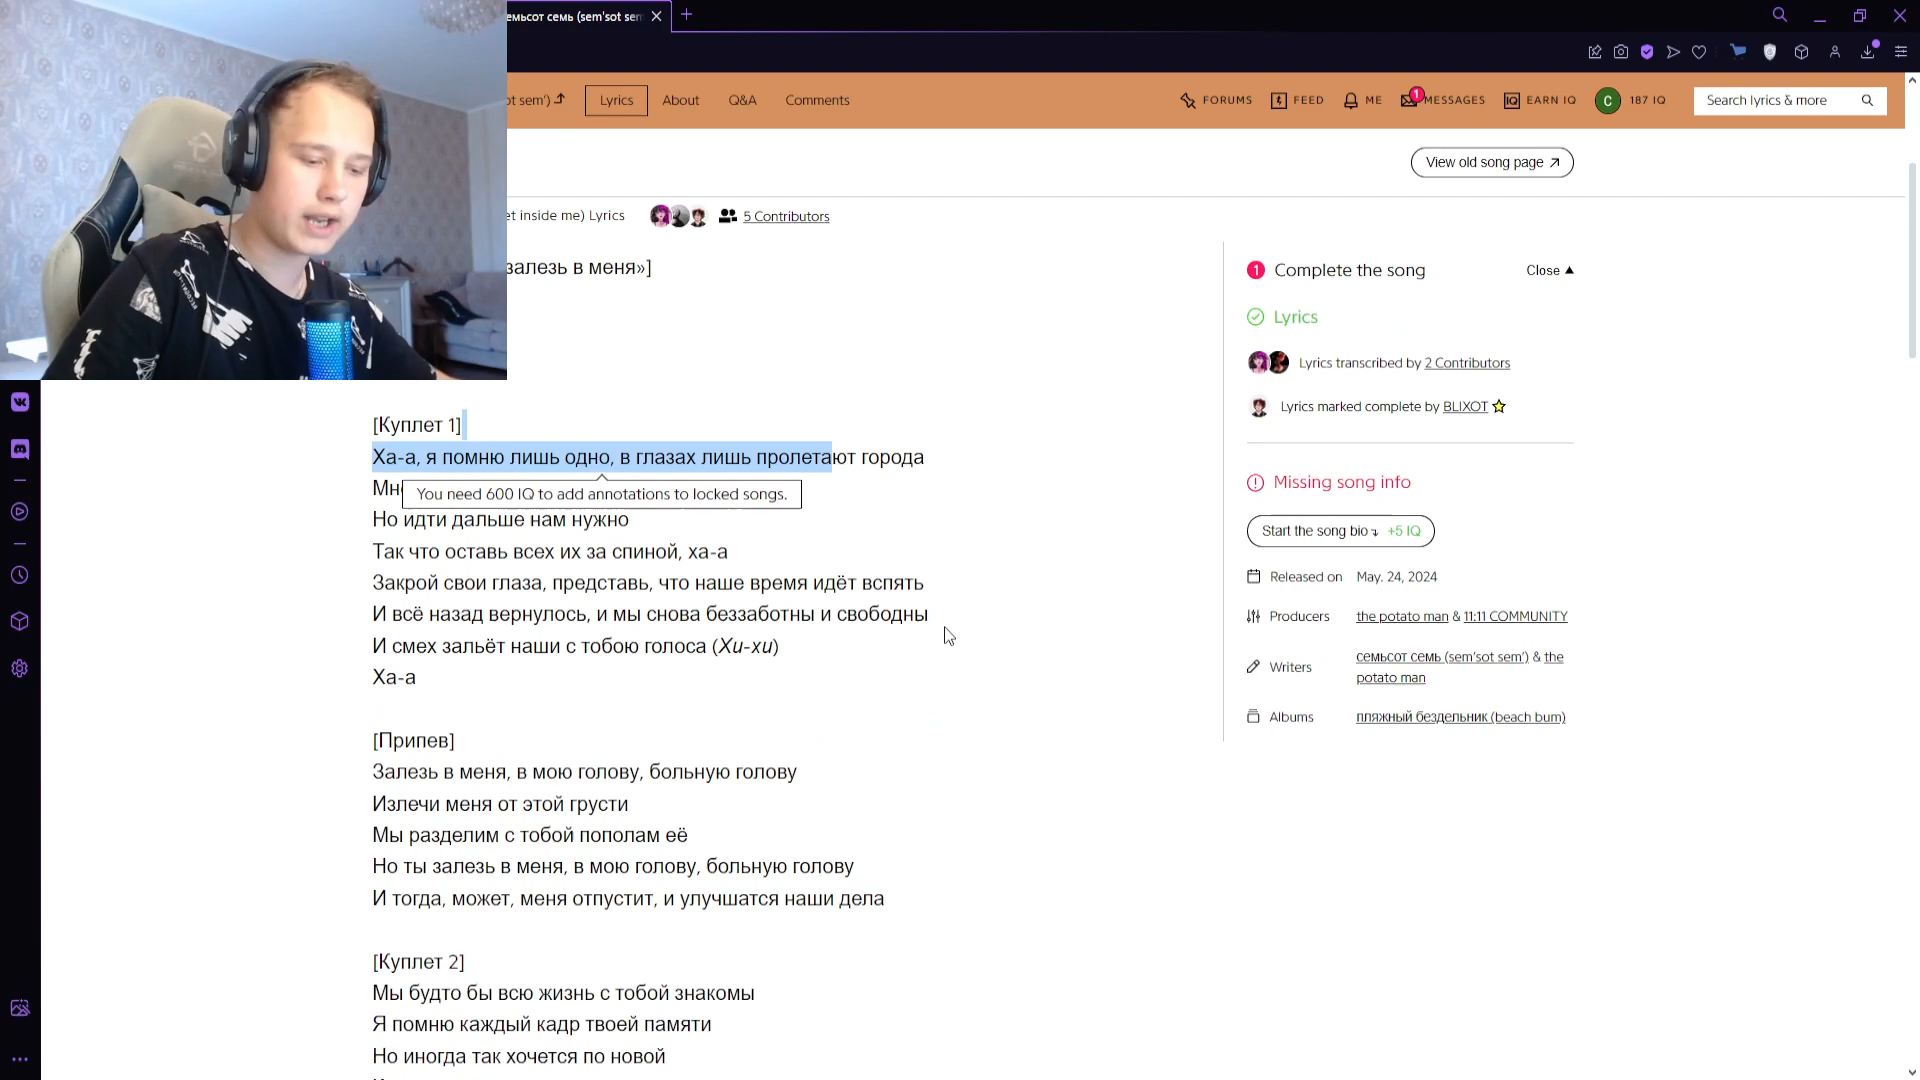 емьсот семь (sem'sot sem
ot sem')
Lyrics
About
Q&A
Comments
FORUMS
FEED
ME
1
MESSAGES
IQ
EARN IQ
C
187 IQ
Search lyrics & more
View old song page
et inside me) Lyrics
5 Contributors
залезь в меня»]
1 Complete the song
Close
Lyrics
Lyrics transcribed by 2 Contributors
Lyrics marked complete by BLIXOT
Missing song info
Start the song bio +5 IQ
Released on May. 24, 2024
Producers the potato man & 11:11 COMMUNITY
Writers семьсот семь (sem'sot sem') & the
potato man
Albums пляжный бездельник (beach bum)
[Куплет 1]
Ха-а, я помню лишь одно, в глазах лишь пролетают города
Мн
You need 600 IQ to add annotations to locked songs.
Но идти дальше нам нужно
Так что оставь всех их за спиной, ха-а
Закрой свои глаза, представь, что наше время идёт вспять
И всё назад вернулось, и мы снова беззаботны и свободны
И смех зальёт наши с тобою голоса (Хи-хи)
Ха-а
[Припев]
Залезь в меня, в мою голову, больную голову
Излечи меня от этой грусти
Мы разделим с тобой пополам её
Но ты залезь в меня, в мою голову, больную голову
И тогда, может, меня отпустит, и улучшатся наши дела
[Куплет 2]
Мы будто бы всю жизнь с тобой знакомы
Я помню каждый кадр твоей памяти
Но иногда так хочется по новой